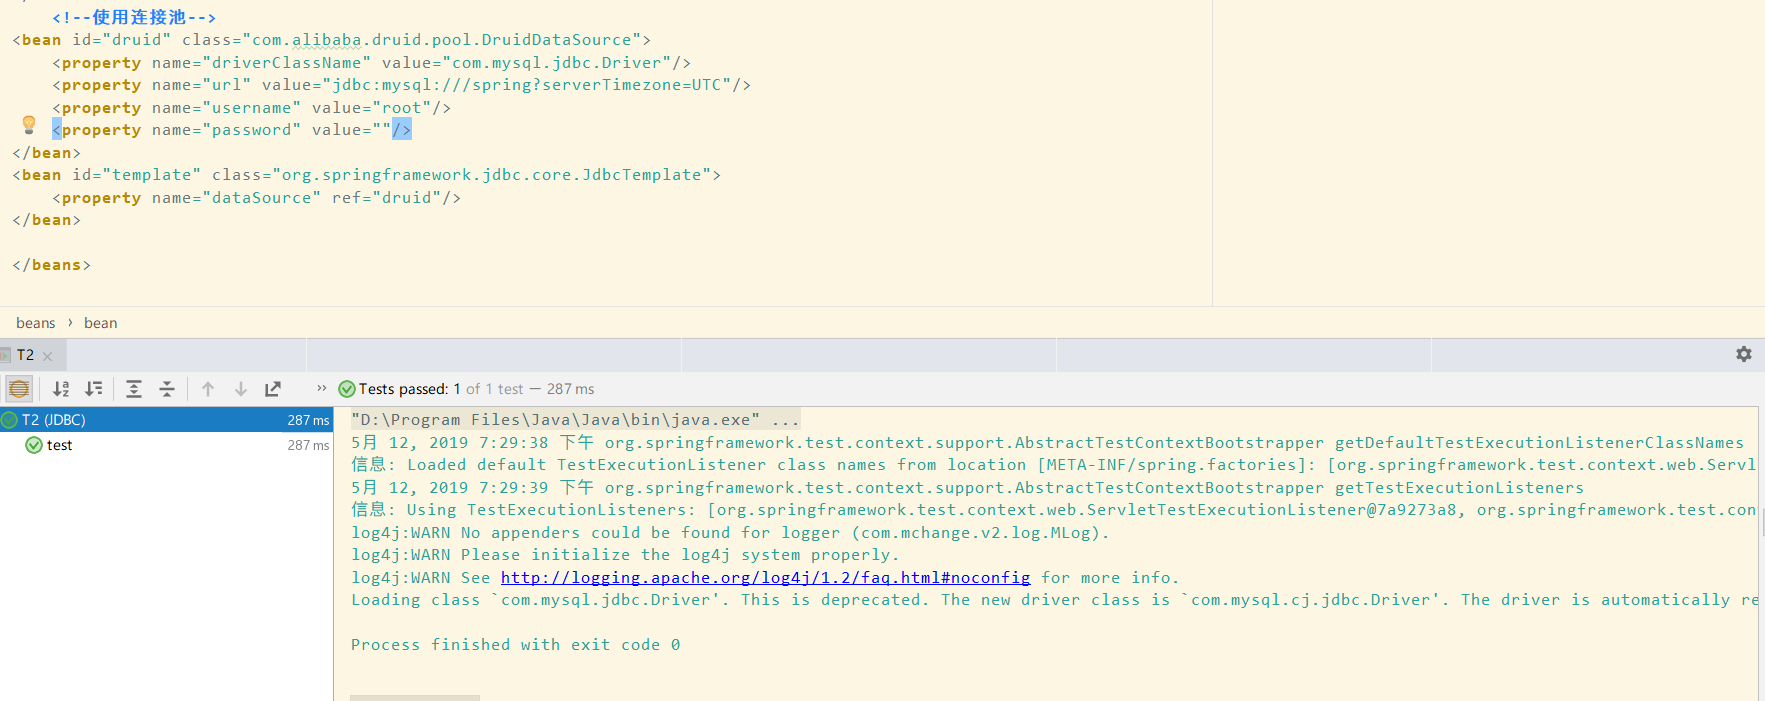 <!--使用连接池-->
<bean id="druid" class="com.alibaba.druid.pool.DruidDataSource">
<property name="driverClassName" value="com.mysql.jdbc.Driver"/>
<property name="url" value="jdbc:mysql:///spring?serverTimezone=UTC"/>
<property name="username" value="root"/>
<property name="password" value=""/>
</bean>
<bean id="template" class="org.springframework.jdbc.core.JdbcTemplate">
<property name="dataSource" ref="druid"/>
</bean>
</beans>
beans › bean
T2
Tests passed: 1 of 1 test – 287 ms
T2 (JDBC) 287 ms
test 287 ms
"D:\Program Files\Java\Java\bin\java.exe" ...
5月 12, 2019 7:29:38 下午 org.springframework.test.context.support.AbstractTestContextBootstrapper getDefaultTestExecutionListenerClassNames
信息: Loaded default TestExecutionListener class names from location [META-INF/spring.factories]: [org.springframework.test.context.web.Servl
5月 12, 2019 7:29:39 下午 org.springframework.test.context.support.AbstractTestContextBootstrapper getTestExecutionListeners
信息: Using TestExecutionListeners: [org.springframework.test.context.web.ServletTestExecutionListener@7a9273a8, org.springframework.test.con
log4j:WARN No appenders could be found for logger (com.mchange.v2.log.MLog).
log4j:WARN Please initialize the log4j system properly.
log4j:WARN See http://logging.apache.org/log4j/1.2/faq.html#noconfig for more info.
Loading class `com.mysql.jdbc.Driver'. This is deprecated. The new driver class is `com.mysql.cj.jdbc.Driver'. The driver is automatically re
Process finished with exit code 0